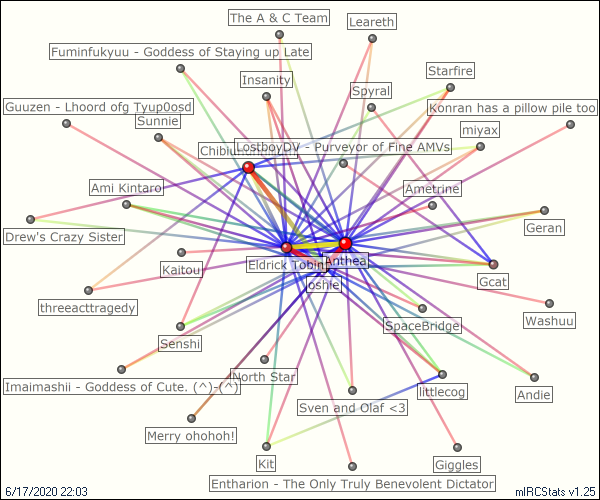 The A & C Team
Leareth
Fuminfukyuu - Goddess of Staying up Late
Insanity
Starfire
Spyral
Guuzen - Lhoord ofg Tyup0osd
Konran has a pillow pile too
Sunnie
miyax
LostboyDV - Purveyor of Fine AMVs
Ami Kintaro
Ametrine
Drew's Crazy Sister
Geran
Kaitou
Eldrick Tobin
Anthea
Gcat
threeacttragedy
Washuu
SpaceBridge
Senshi
North Star
Imaimashii - Goddess of Cute. (^)-(^)
Sven and Olaf <3
littlecog
Andie
Merry ohohoh!
Kit
Giggles
Entharion - The Only Truly Benevolent Dictator
6/17/2020 22:03
mIRCStats v1.25